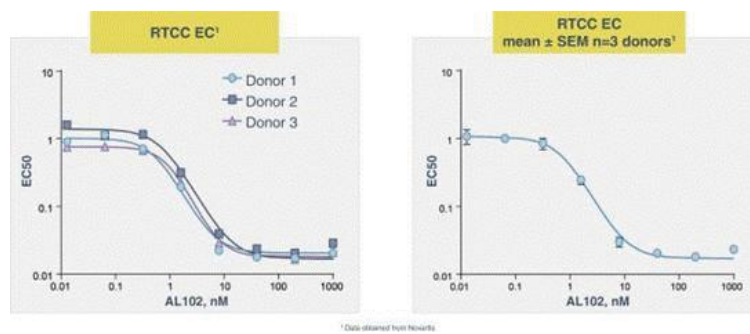 RTCC EC¹
RTCC EC
mean ± SEM n=3 donors¹
10
1
0.1
0.01
EC50
Donor 1
Donor 2
Donor 3
0.01
0.1
1
10
100
1000
AL102, nM
10
1
0.1
0.01
EC50
0.01
0.1
1
10
100
1000
AL102, nM
¹ Data obtained from Novartis